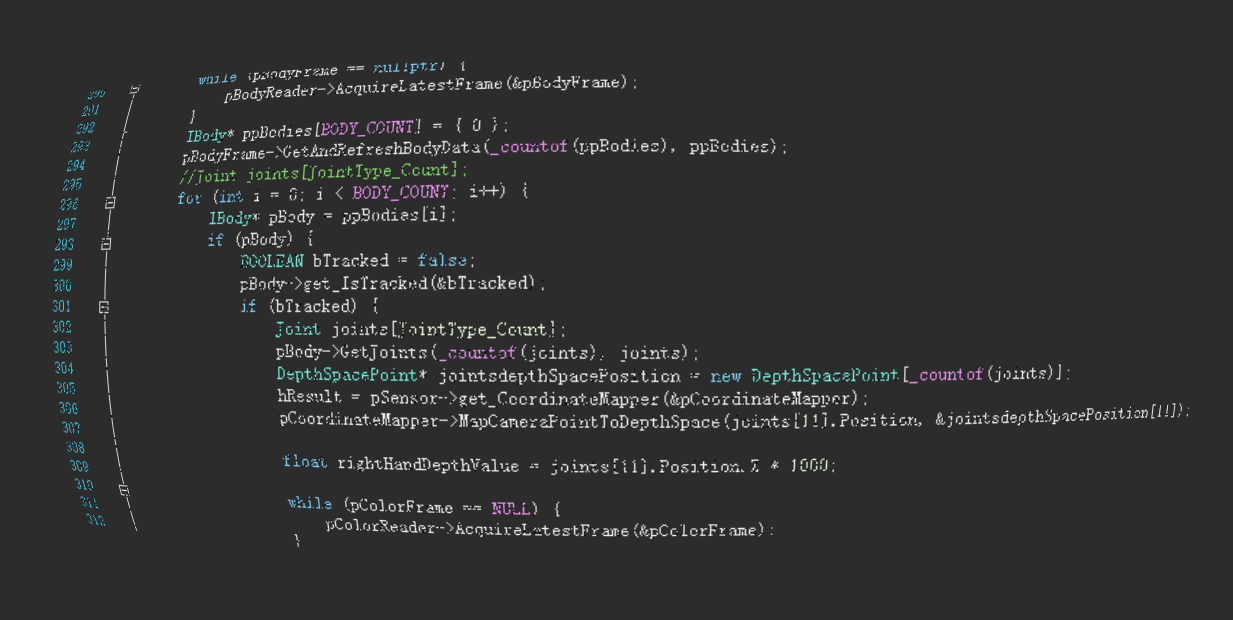 290 while (pBodyFrame == nullptr) {
291 pBodyReader->AcquireLatestFrame(&pBodyFrame);
292 }
293 IBody* ppBodies[BODY_COUNT] = { 0 };
294 pBodyFrame->GetAndRefreshBodyData(_countof(ppBodies), ppBodies);
295 //Joint joints[JointType_Count];
296 for (int i = 0; i < BODY_COUNT; i++) {
297 IBody* pBody = ppBodies[i];
298 if (pBody) {
299 BOOLEAN bTracked = false;
300 pBody->get_IsTracked(&bTracked);
301 if (bTracked) {
302 Joint joints[JointType_Count];
303 pBody->GetJoints(_countof(joints), joints);
304 DepthSpacePoint* jointsdepthSpacePosition = new DepthSpacePoint[_countof(joints)];
305 hResult = pSensor->get_CoordinateMapper(&pCoordinateMapper);
306 pCoordinateMapper->MapCameraPointToDepthSpace(joints[11].Position, &jointsdepthSpacePosition[11]);
307
308 float rightHandDepthValue = joints[11].Position.Z * 1000;
309
310 while (pColorFrame == NULL) {
311 pColorReader->AcquireLatestFrame(&pColorFrame);
312 }